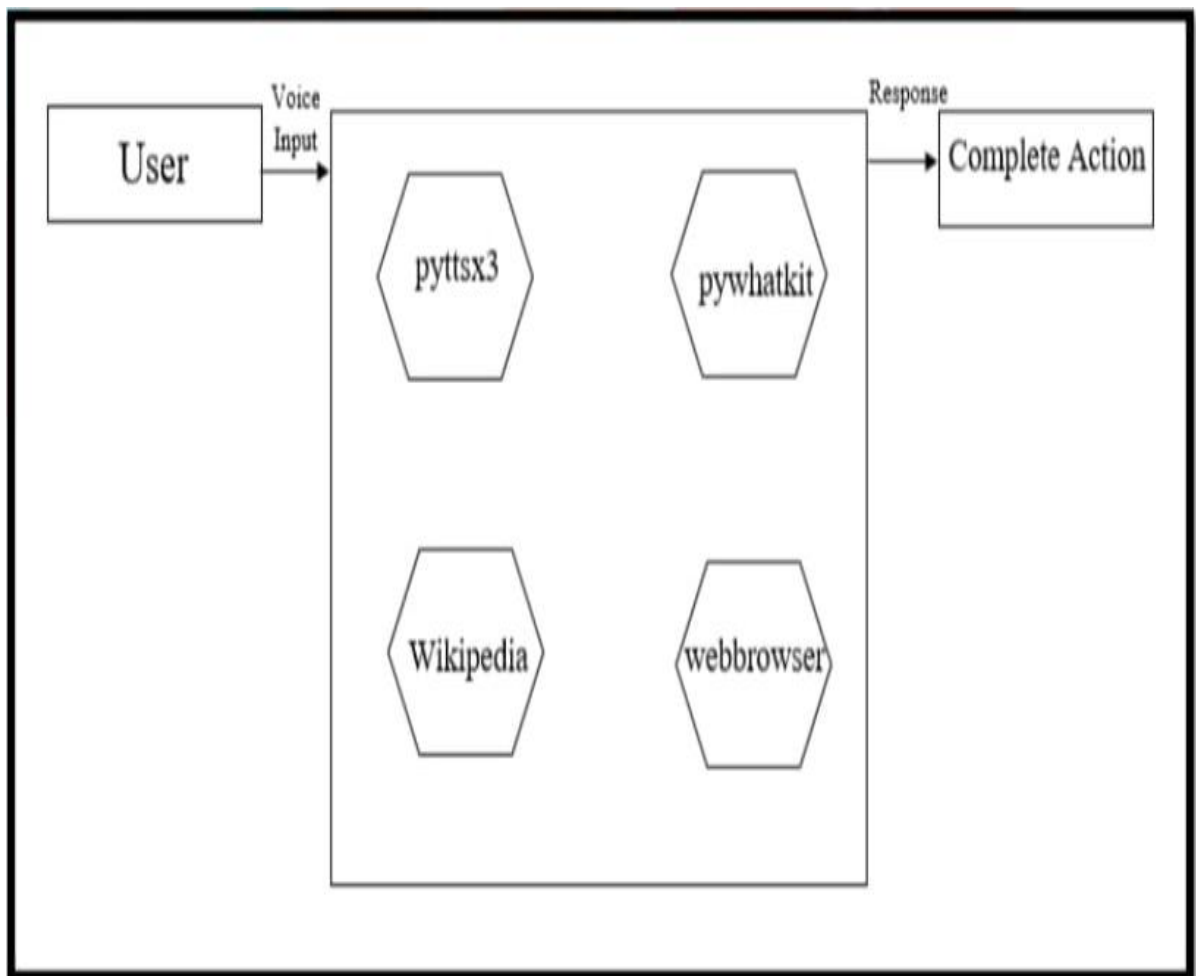 User
Voice
Input
pyttsx3
pywhatkit
Wikipedia
webbrowser
Response
Complete Action